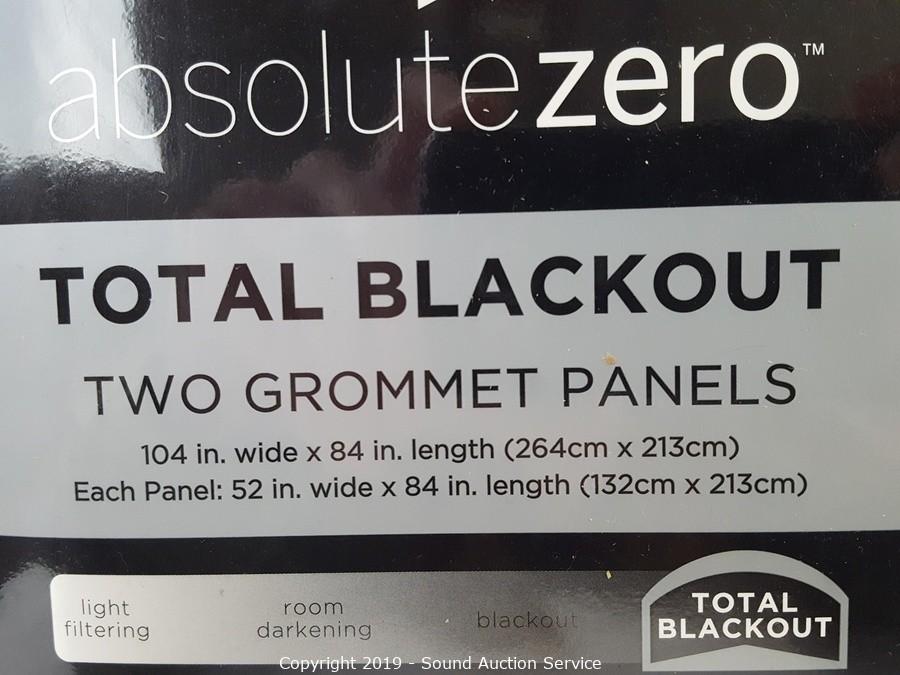 absolutezero™
TOTAL BLACKOUT
TWO GROMMET PANELS
104 in. wide x 84 in. length (264cm x 213cm)
Each Panel: 52 in. wide x 84 in. length (132cm x 213cm)
light filtering
room darkening
blackout
TOTAL BLACKOUT
Copyright 2019 - Sound Auction Service